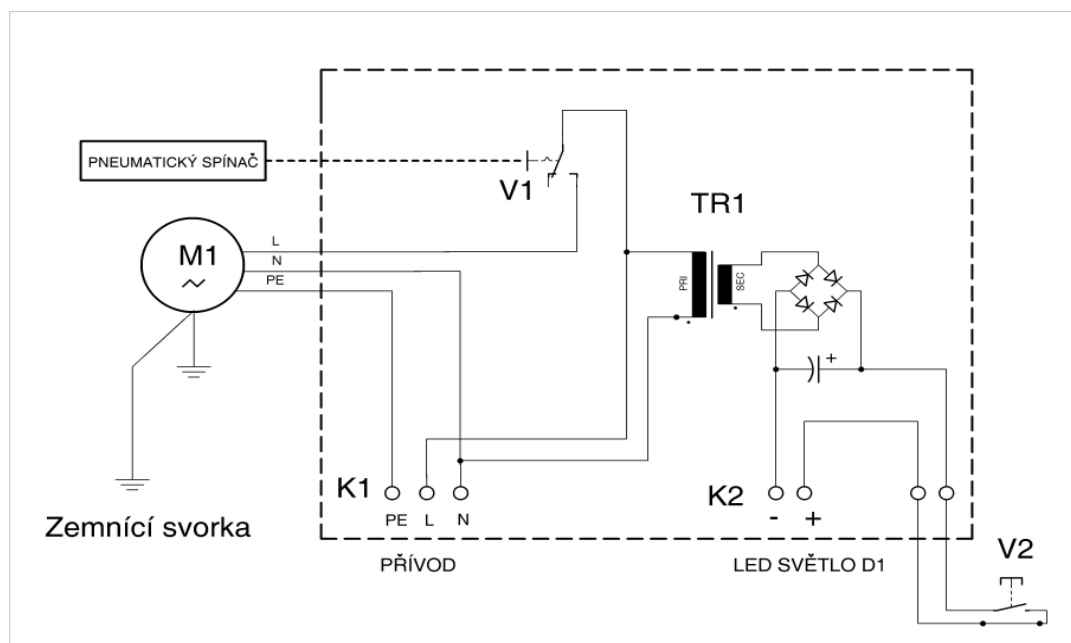 PNEUMATICKÝ SPÍNAČ
V1
TR1
M1
L
N
PE
PRI
SEC
+
K1
PE L N
K2
- +
Zemnící svorka
PŘÍVOD
LED SVĚTLO D1
V2